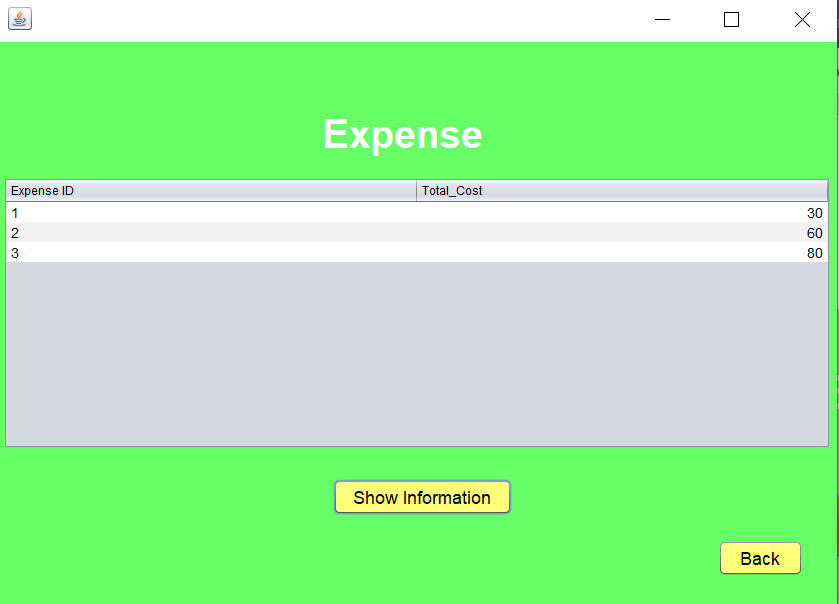 Expense
Expense ID Total_Cost
1 30
2 60
3 80
Show Information
Back